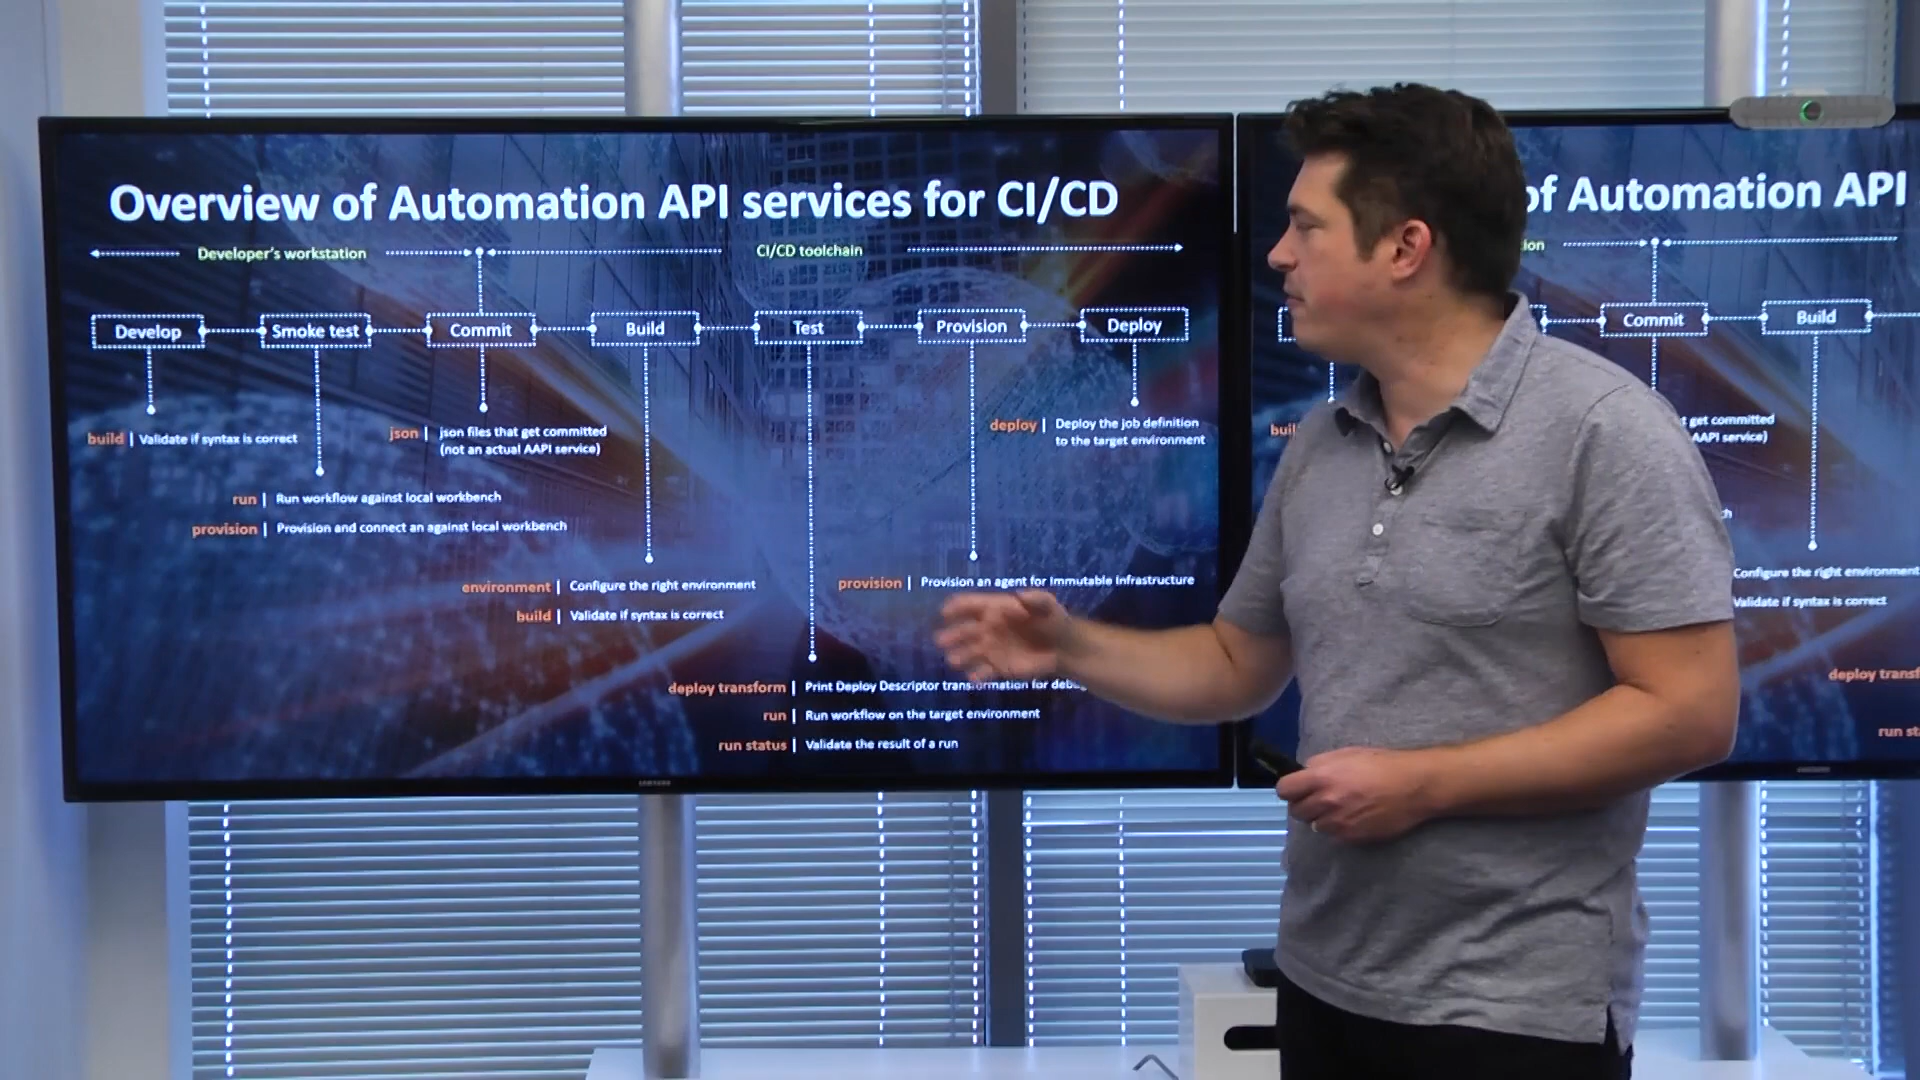 Overview of Automation API services for CI/CD
Developer's workstation
CI/CD toolchain
Develop
Smoke test
Commit
Build
Test
Provision
Deploy
build | Validate if syntax is correct
json | json files that get committed
(not an actual AAPI service)
deploy | Deploy the job definition
to the target environment
run | Run workflow against local workbench
provision | Provision and connect an against local workbench
environment | Configure the right environment
build | Validate if syntax is correct
provision | Provision an agent for Immutable Infrastructure
deploy transform | Print Deploy Descriptor transformation for
run | Run workflow on the target environment
run status | Validate the result of a run
SAMSUNG
of Automation API
Commit
Build
get committed
AAPI service)
Configure the right environment
Validate if syntax is correct
deploy
run